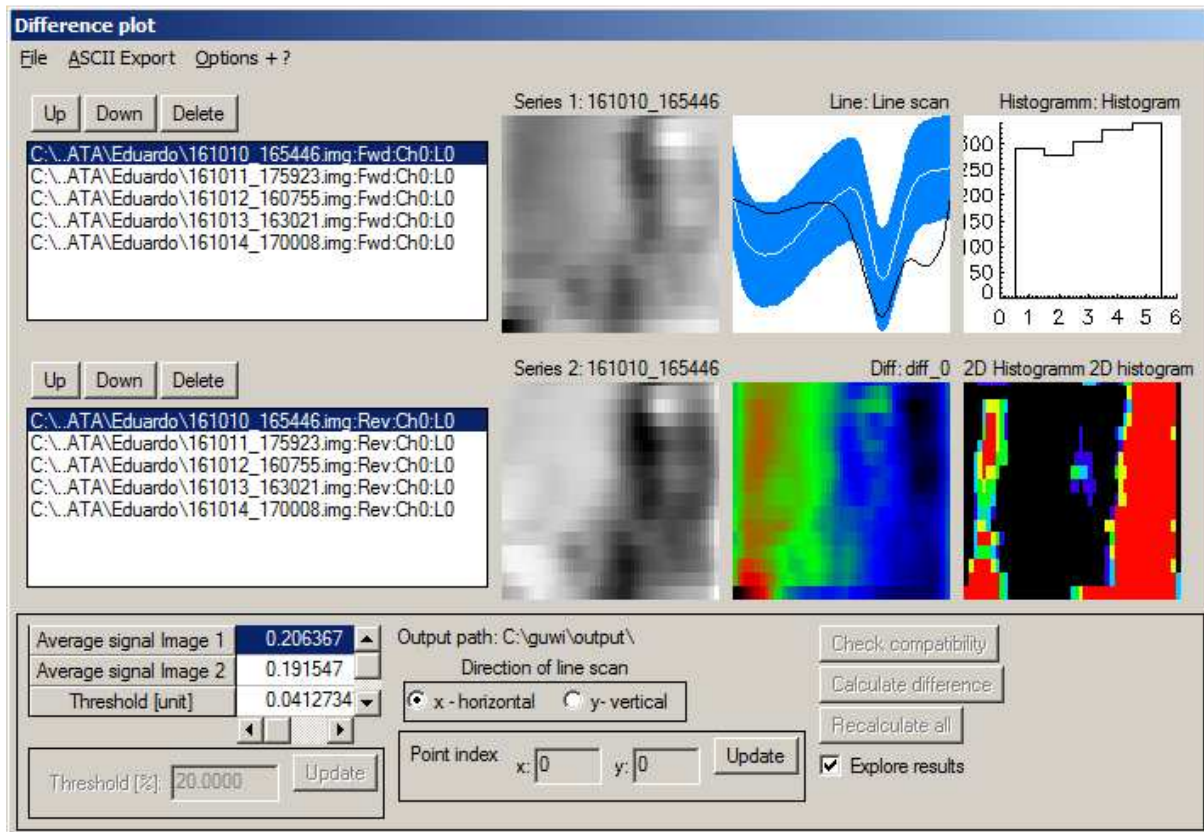 Difference plot
File ASCII Export Options + ?
Up Down Delete
C:\..ATA\Eduardo\161010_165446.img:Fwd:Ch0:L0
C:\..ATA\Eduardo\161011_175923.img:Fwd:Ch0:L0
C:\..ATA\Eduardo\161012_160755.img:Fwd:Ch0:L0
C:\..ATA\Eduardo\161013_163021.img:Fwd:Ch0:L0
C:\..ATA\Eduardo\161014_170008.img:Fwd:Ch0:L0
Series 1: 161010_165446
Line: Line scan
Histogramm: Histogram
300
250
200
150
100
50
0
0 1 2 3 4 5 6
Up Down Delete
C:\..ATA\Eduardo\161010_165446.img:Rev:Ch0:L0
C:\..ATA\Eduardo\161011_175923.img:Rev:Ch0:L0
C:\..ATA\Eduardo\161012_160755.img:Rev:Ch0:L0
C:\..ATA\Eduardo\161013_163021.img:Rev:Ch0:L0
C:\..ATA\Eduardo\161014_170008.img:Rev:Ch0:L0
Series 2: 161010_165446
Diff: diff_0
2D Histogramm 2D histogram
Average signal Image 1 0.206367
Average signal Image 2 0.191547
Threshold [unit] 0.0412734
Threshold [%]: 20.0000 Update
Output path: C:\guwi\output\
Direction of line scan
x - horizontal y- vertical
Point index x: 0 y: 0 Update
Check compatibility
Calculate difference
Recalculate all
Explore results